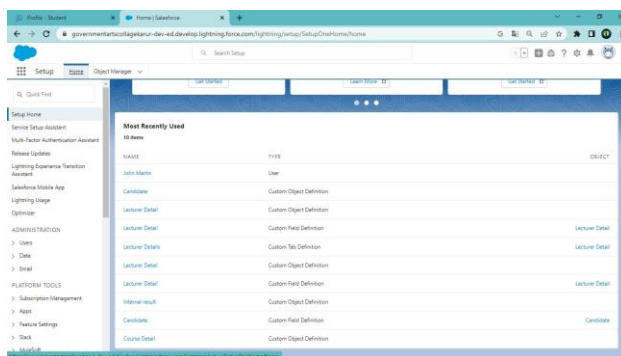 Profile - Student
Home | Salesforce
governmentartscollagekarur-dev-ed.develop.lightning.force.com/lightning/setup/SetupOneHome/home
Search Setup
Setup Home Object Manager
Quick Find
Setup Home
Service Setup Assistant
Multi-Factor Authentication Assistant
Release Updates
Lightning Experience Transition
Assistant
Salesforce Mobile App
Lightning Usage
Optimizer
ADMINISTRATION
Users
Data
Email
PLATFORM TOOLS
Subscription Management
Apps
Feature Settings
Slack
MuleSoft
Get Started Learn More Get Started
Most Recently Used
10 items
NAME TYPE OBJECT
John Martin User
Candidate Custom Object Definition
Lecturer Detail Custom Object Definition
Lecturer Detail Custom Field Definition Lecturer Detail
Lecturer Details Custom Tab Definition Lecturer Detail
Lecturer Detail Custom Object Definition
Lecturer Detail Custom Field Definition Lecturer Detail
Internal result Custom Object Definition
Candidate Custom Field Definition Candidate
Course Detail Custom Object Definition